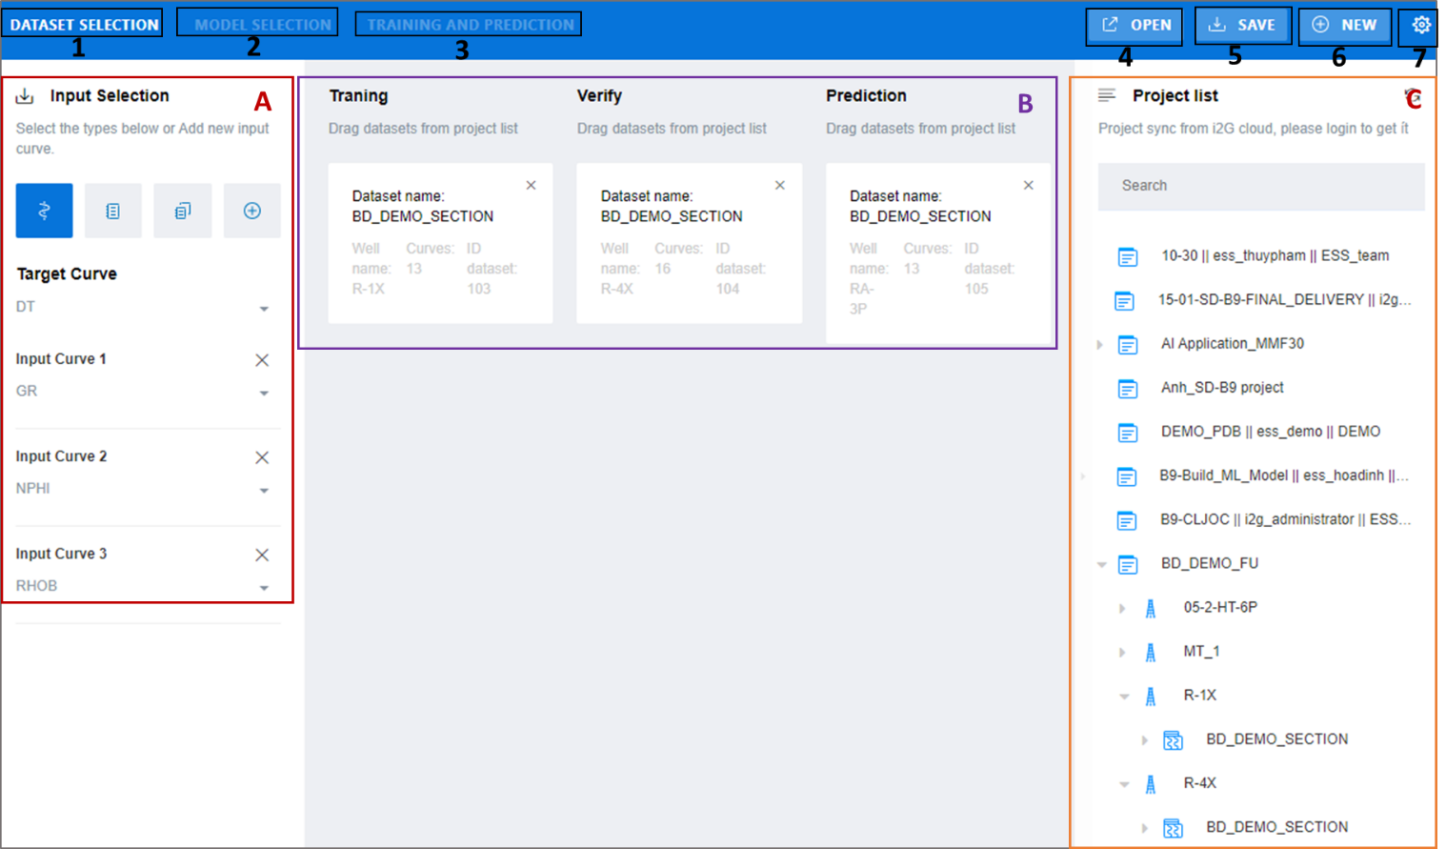 DATASET SELECTION
MODEL SELECTION
TRAINING AND PREDICTION
OPEN
SAVE
NEW
1
2
3
4
5
6
7
Input Selection
A
Select the types below or Add new input
curve.
Target Curve
DT
Input Curve 1
GR
Input Curve 2
NPHI
Input Curve 3
RHOB
B
Traning
Drag datasets from project list
Dataset name:
BD_DEMO_SECTION
Well
name:
R-1X
Curves:
13
ID
dataset:
103
Verify
Drag datasets from project list
Dataset name:
BD_DEMO_SECTION
Well
name:
R-4X
Curves:
16
ID
dataset:
104
Prediction
Drag datasets from project list
Dataset name:
BD_DEMO_SECTION
Well
name:
RA-
3P
Curves:
13
ID
dataset:
105
Project list
C
Project sync from i2G cloud, please login to get it
Search
10-30 || ess_thuypham || ESS_team
15-01-SD-B9-FINAL_DELIVERY || i2g...
AI Application_MMF30
Anh_SD-B9 project
DEMO_PDB || ess_demo || DEMO
B9-Build_ML_Model || ess_hoadinh ||...
B9-CLJOC || i2g_administrator || ESS...
BD_DEMO_FU
05-2-HT-6P
MT_1
R-1X
BD_DEMO_SECTION
R-4X
BD_DEMO_SECTION